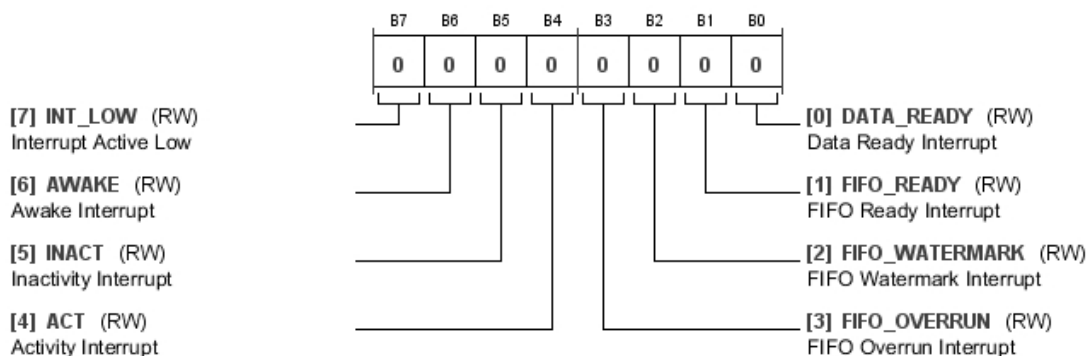 B7 B6 B5 B4 B3 B2 B1 B0
0 0 0 0 0 0 0 0
[7] INT_LOW (RW)
Interrupt Active Low
[6] AWAKE (RW)
Awake Interrupt
[5] INACT (RW)
Inactivity Interrupt
[4] ACT (RW)
Activity Interrupt
[0] DATA_READY (RW)
Data Ready Interrupt
[1] FIFO_READY (RW)
FIFO Ready Interrupt
[2] FIFO_WATERMARK (RW)
FIFO Watermark Interrupt
[3] FIFO_OVERRUN (RW)
FIFO Overrun Interrupt